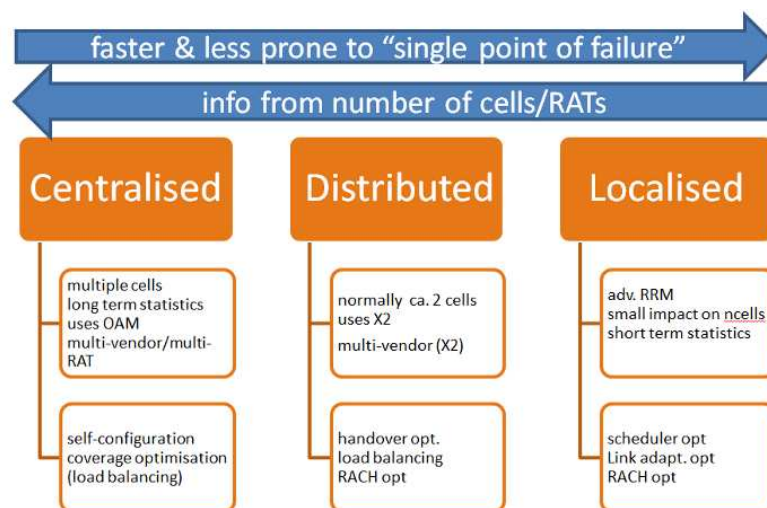 faster & less prone to “single point of failure”
info from number of cells/RATs
Centralised
multiple cells
long term statistics
uses OAM
multi-vendor/multi-
RAT
self-configuration
coverage optimisation
(load balancing)
Distributed
normally ca. 2 cells
uses X2
multi-vendor (X2)
handover opt.
load balancing
RACH opt
Localised
adv. RRM
small impact on ncells
short term statistics
scheduler opt
Link adapt. opt
RACH opt